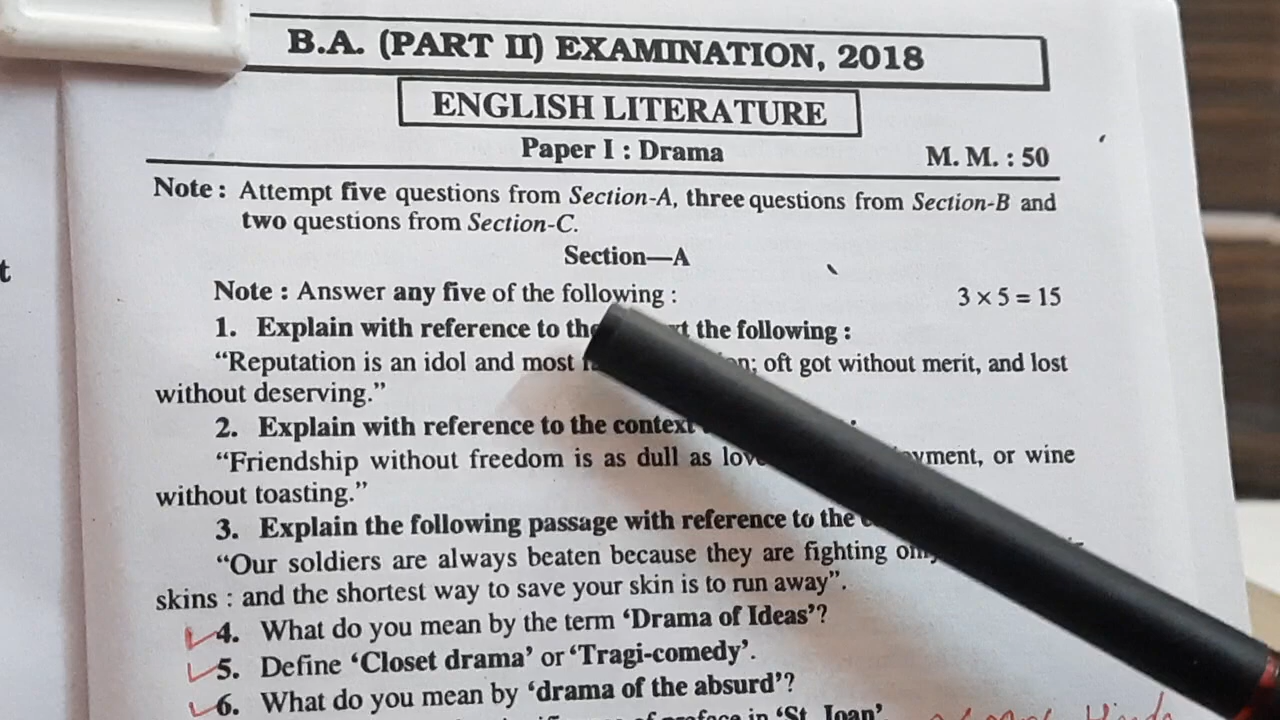 B.A. (PART II) EXAMINATION, 2018
ENGLISH LITERATURE
Paper I : Drama
M. M. : 50
Note : Attempt five questions from Section-A, three questions from Section-B and
two questions from Section-C.
Section—A
Note : Answer any five of the following :
3 × 5 = 15
1. Explain with reference to the the following :
“Reputation is an idol and most oft got without merit, and lost
without deserving.”
2. Explain with reference to the context
“Friendship without freedom is as dull as or wine
without toasting.”
3. Explain the following passage with reference to the
“Our soldiers are always beaten because they are fighting
skins : and the shortest way to save your skin is to run away”.
4. What do you mean by the term ‘Drama of Ideas’?
5. Define ‘Closet drama’ or ‘Tragi-comedy’.
6. What do you mean by ‘drama of the absurd’?
of preface in ‘St. Joan’.